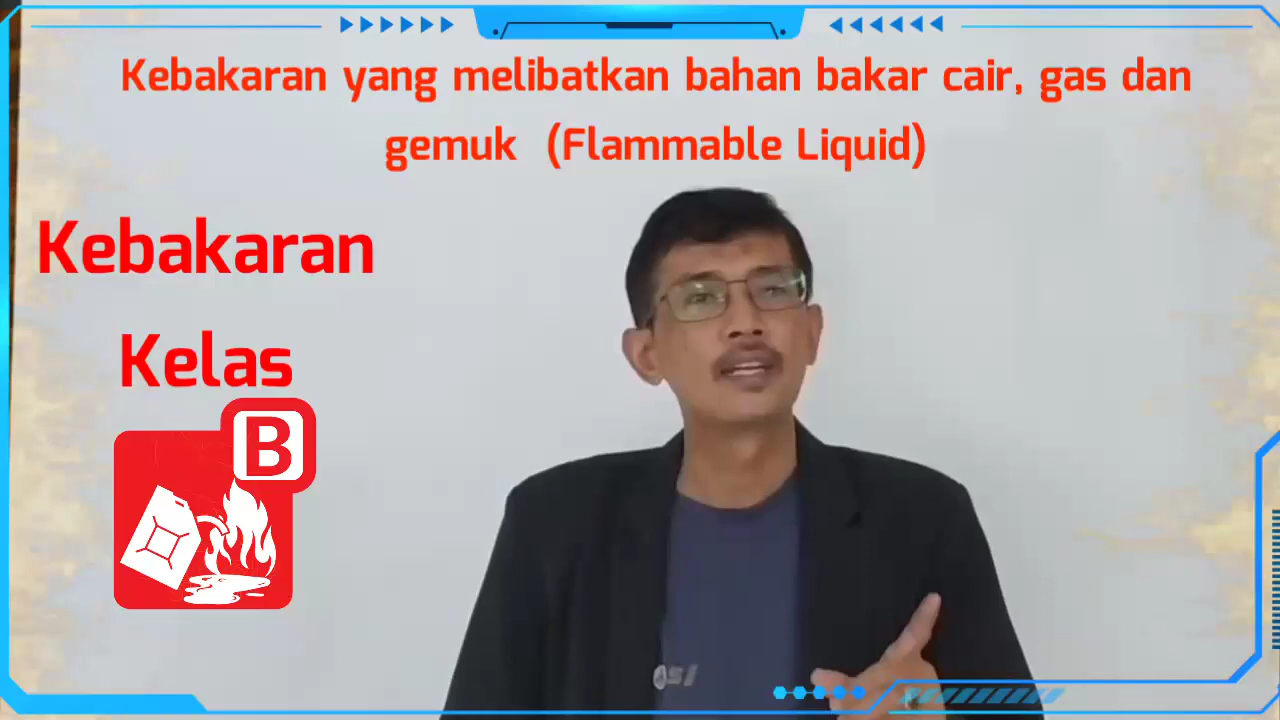 Kebakaran yang melibatkan bahan bakar cair, gas dan
gemuk (Flammable Liquid)
Kebakaran
Kelas
B